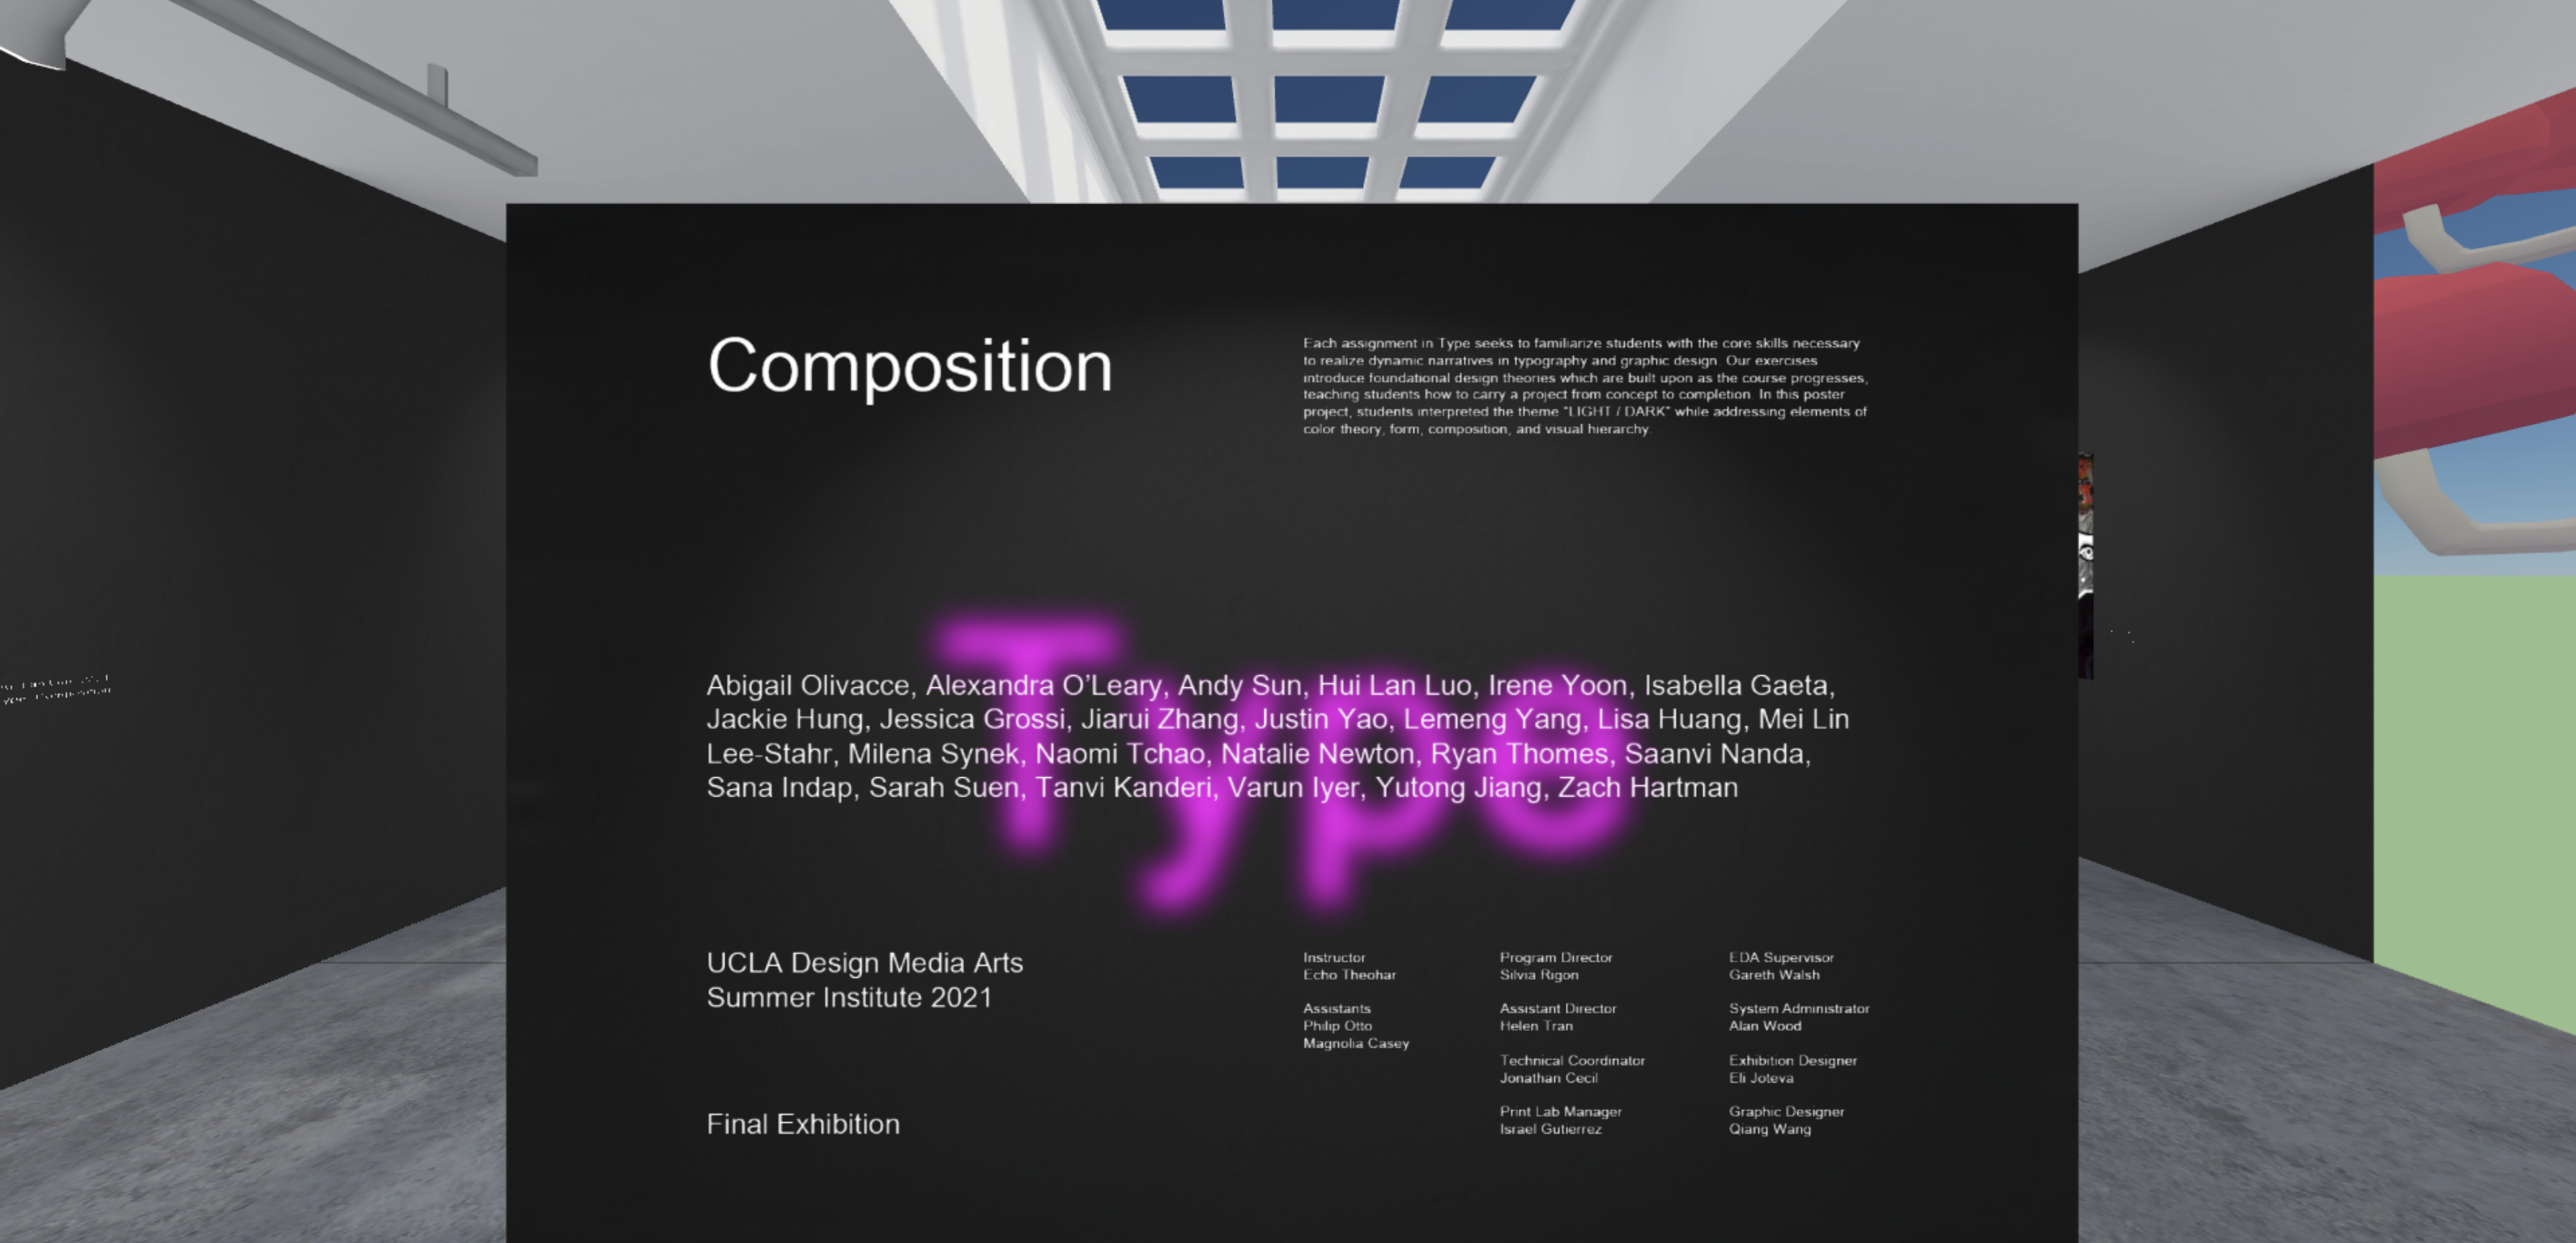 Composition
Each assignment in Type seeks to familiarize students with the core skills necessary
to realize dynamic narratives in typography and graphic design. Our exercises
introduce foundational design theories which are built upon as the course progresses,
teaching students how to carry a project from concept to completion. In this poster
project, students interpreted the theme "LIGHT / DARK" while addressing elements of
color theory, form, composition, and visual hierarchy.
Type
Abigail Olivacce, Alexandra O’Leary, Andy Sun, Hui Lan Luo, Irene Yoon, Isabella Gaeta,
Jackie Hung, Jessica Grossi, Jiarui Zhang, Justin Yao, Lemeng Yang, Lisa Huang, Mei Lin
Lee-Stahr, Milena Synek, Naomi Tchao, Natalie Newton, Ryan Thomes, Saanvi Nanda,
Sana Indap, Sarah Suen, Tanvi Kanderi, Varun Iyer, Yutong Jiang, Zach Hartman
UCLA Design Media Arts
Summer Institute 2021
Final Exhibition
Instructor
Echo Theohar
Assistants
Philip Otto
Magnolia Casey
Program Director
Silvia Rigon
Assistant Director
Helen Tran
Technical Coordinator
Jonathan Cecil
Print Lab Manager
Israel Gutierrez
EDA Supervisor
Gareth Walsh
System Administrator
Alan Wood
Exhibition Designer
Eli Joteva
Graphic Designer
Qiang Wang